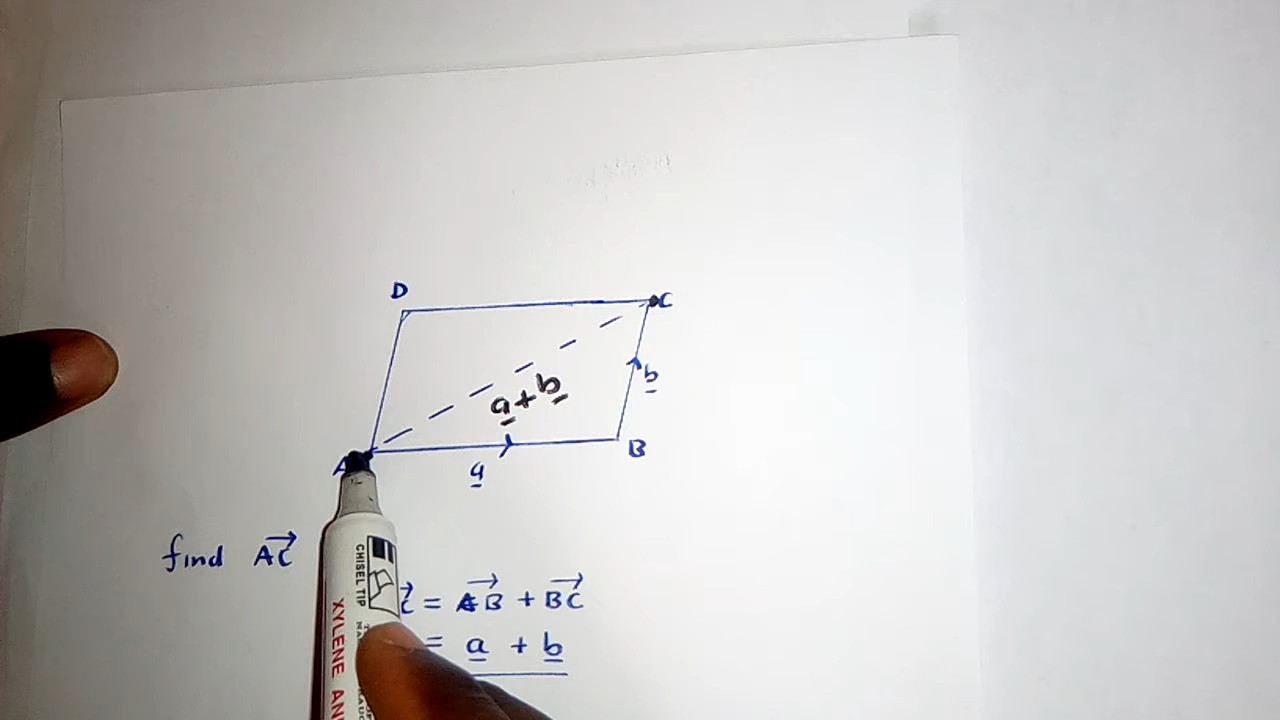 D
C
a + b
b
A
B
a
find AC
C = AB + BC
= a + b
CHISEL TIP
XYLENE